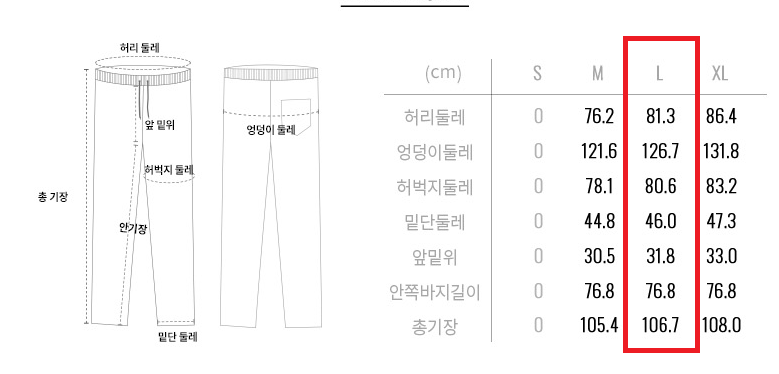 허리 둘레
앞 밑위
엉덩이 둘레
허벅지 둘레
총 기장
안기장
밑단 둘레
(cm) S M L XL
허리둘레 0 76.2 81.3 86.4
엉덩이둘레 0 121.6 126.7 131.8
허벅지둘레 0 78.1 80.6 83.2
밑단둘레 0 44.8 46.0 47.3
앞밑위 0 30.5 31.8 33.0
안쪽바지길이 0 76.8 76.8 76.8
총기장 0 105.4 106.7 108.0